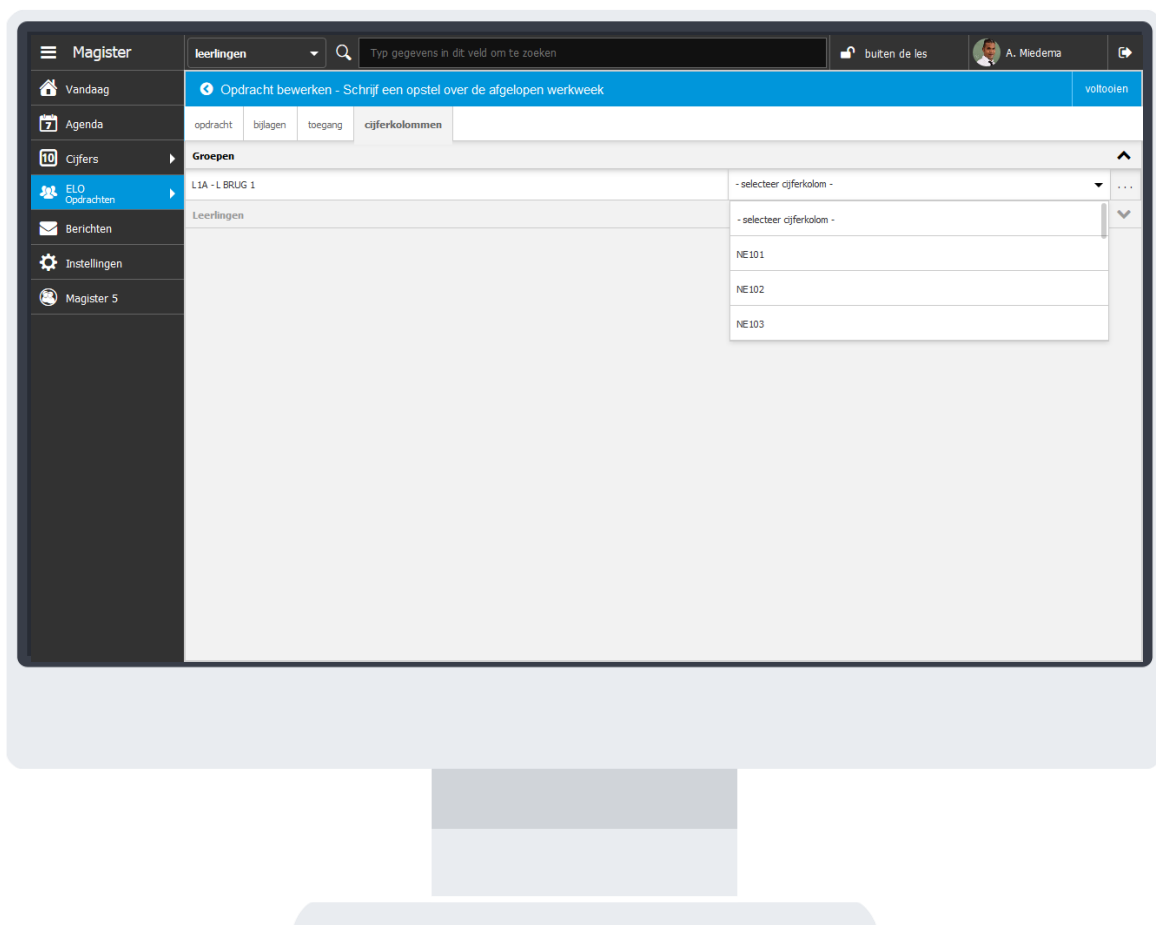 Magister
leerlingen
Typ gegevens in dit veld om te zoeken
buiten de les
A. Miedema
Vandaag
Opdracht bewerken - Schrijf een opstel over de afgelopen werkweek
voltooien
7 Agenda
opdracht bijlagen toegang cijferkolommen
10 Cijfers
Groepen
ELO
Opdrachten
L1A - L BRUG 1
- selecteer cijferkolom -
...
Leerlingen
- selecteer cijferkolom -
Berichten
NE101
Instellingen
NE102
Magister 5
NE103